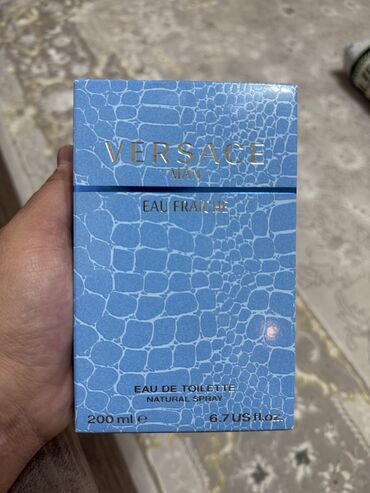 VERSACE
MAN
EAU FRAÎCHE
EAU DE TOILETTE
NATURAL SPRAY
200 ml ℮ 6.7 US fl.oz.